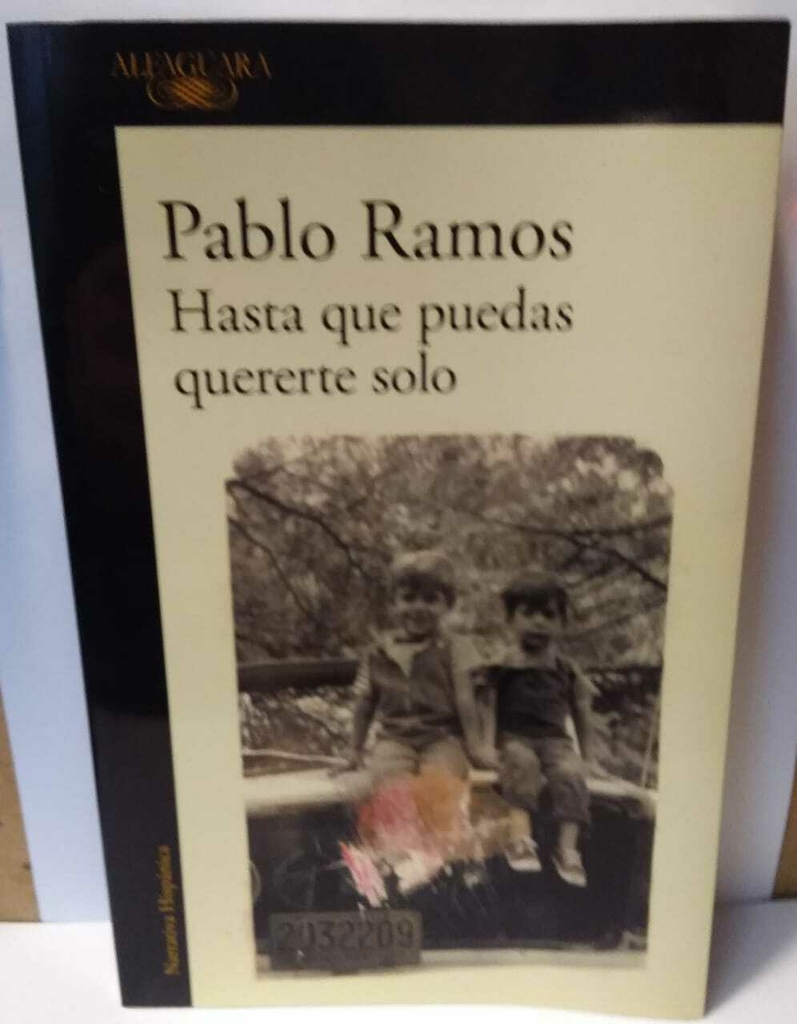 ALFAGUARA
Pablo Ramos
Hasta que puedas
quererte solo
2032209
Narrativa Hispánica